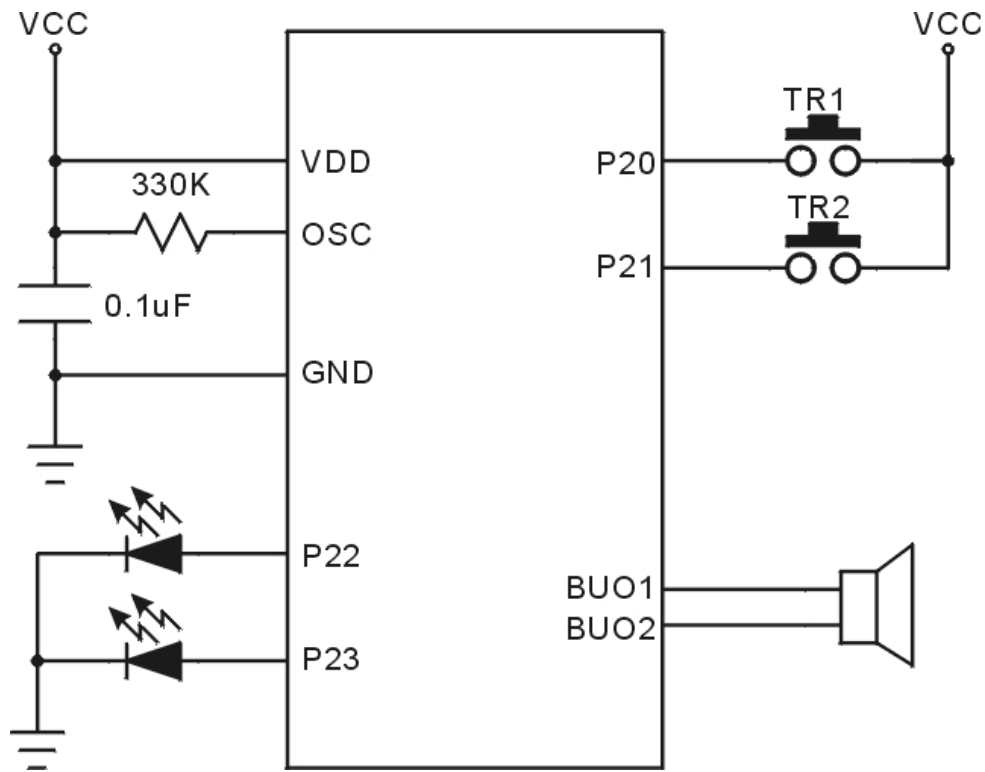 VCC
VCC
TR1
VDD
P20
330K
TR2
OSC
P21
0.1uF
GND
P22
BUO1
BUO2
P23